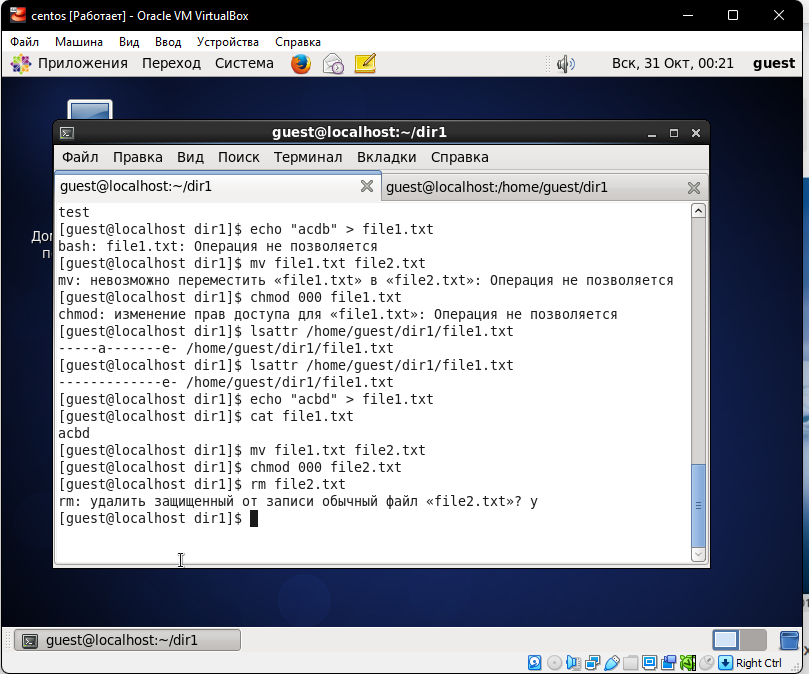 centos [Работает] - Oracle VM VirtualBox
Файл Машина Вид Ввод Устройства Справка
Приложения Переход Система Вск, 31 Окт, 00:21 guest
guest@localhost:~/dir1
Файл Правка Вид Поиск Терминал Вкладки Справка
guest@localhost:~/dir1 guest@localhost:/home/guest/dir1
test
[guest@localhost dir1]$ echo "acdb" > file1.txt
bash: file1.txt: Операция не позволяется
[guest@localhost dir1]$ mv file1.txt file2.txt
mv: невозможно переместить «file1.txt» в «file2.txt»: Операция не позволяется
[guest@localhost dir1]$ chmod 000 file1.txt
chmod: изменение прав доступа для «file1.txt»: Операция не позволяется
[guest@localhost dir1]$ lsattr /home/guest/dir1/file1.txt
-----a-------e- /home/guest/dir1/file1.txt
[guest@localhost dir1]$ lsattr /home/guest/dir1/file1.txt
-------------e- /home/guest/dir1/file1.txt
[guest@localhost dir1]$ echo "acbd" > file1.txt
[guest@localhost dir1]$ cat file1.txt
acbd
[guest@localhost dir1]$ mv file1.txt file2.txt
[guest@localhost dir1]$ chmod 000 file2.txt
[guest@localhost dir1]$ rm file2.txt
rm: удалить защищенный от записи обычный файл «file2.txt»? y
[guest@localhost dir1]$
guest@localhost:~/dir1
Right Ctrl